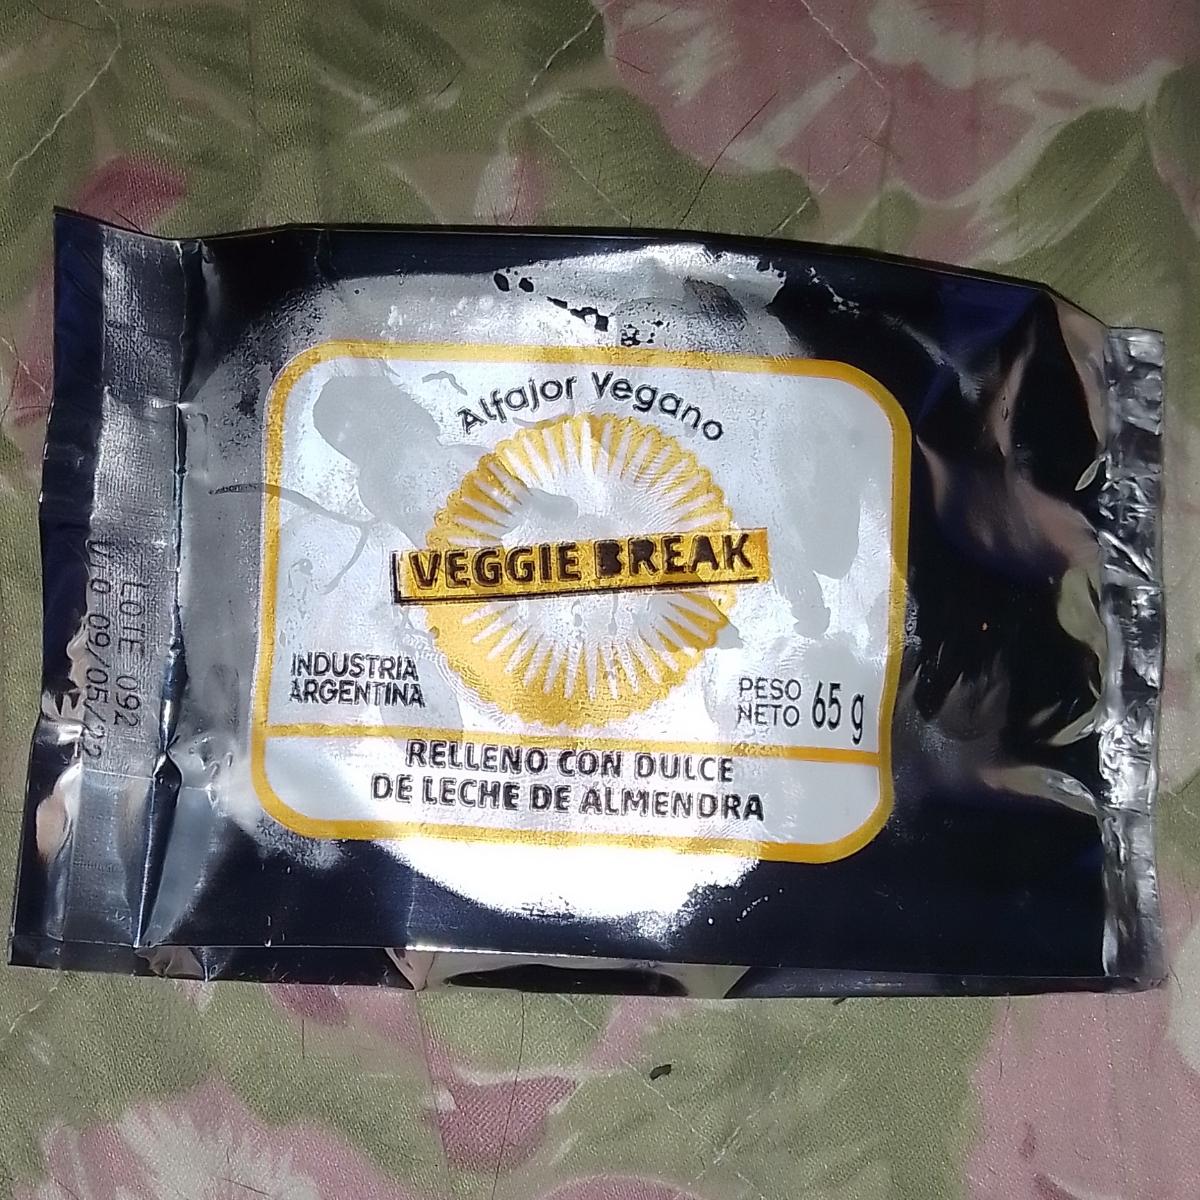 Alfajor Vegano
VEGGIE BREAK
INDUSTRIA
ARGENTINA
PESO
NETO 65 g
RELLENO CON DULCE
DE LECHE DE ALMENDRA
LOTE 092
09/05/22